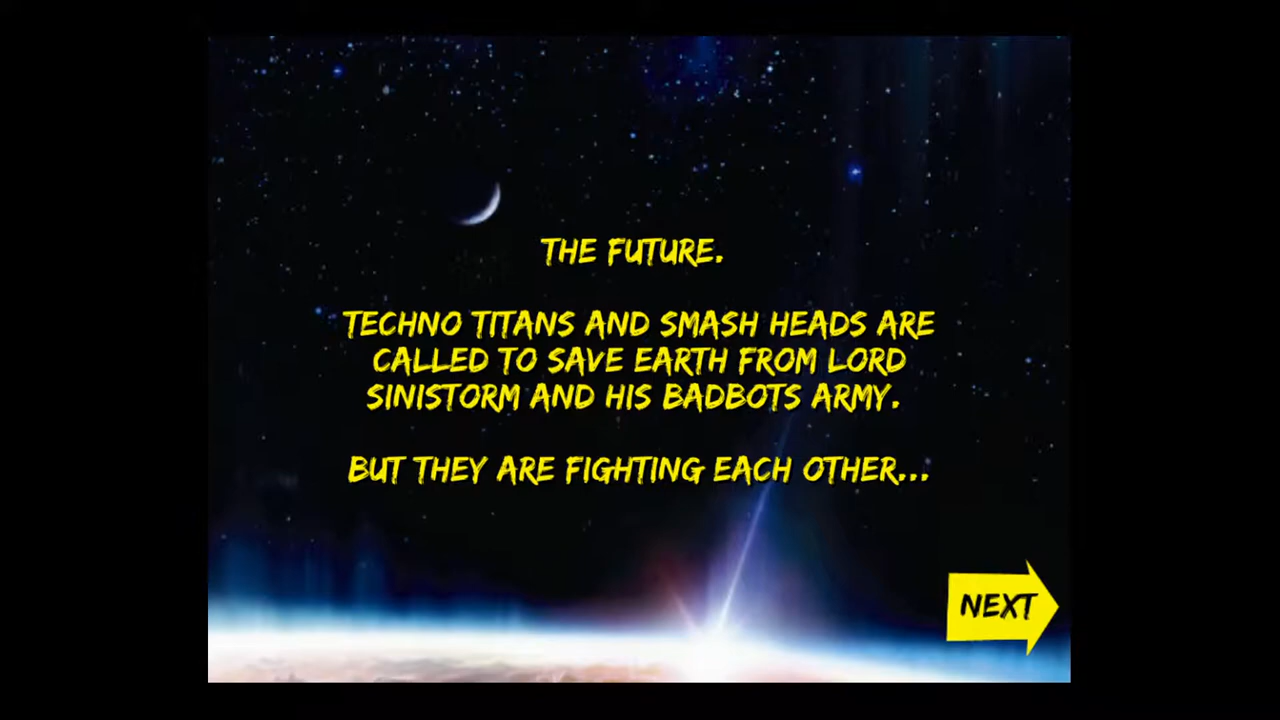 THE FUTURE.
TECHNO TITANS AND SMASH HEADS ARE
CALLED TO SAVE EARTH FROM LORD
SINISTORM AND HIS BADBOTS ARMY.
BUT THEY ARE FIGHTING EACH OTHER...
NEXT